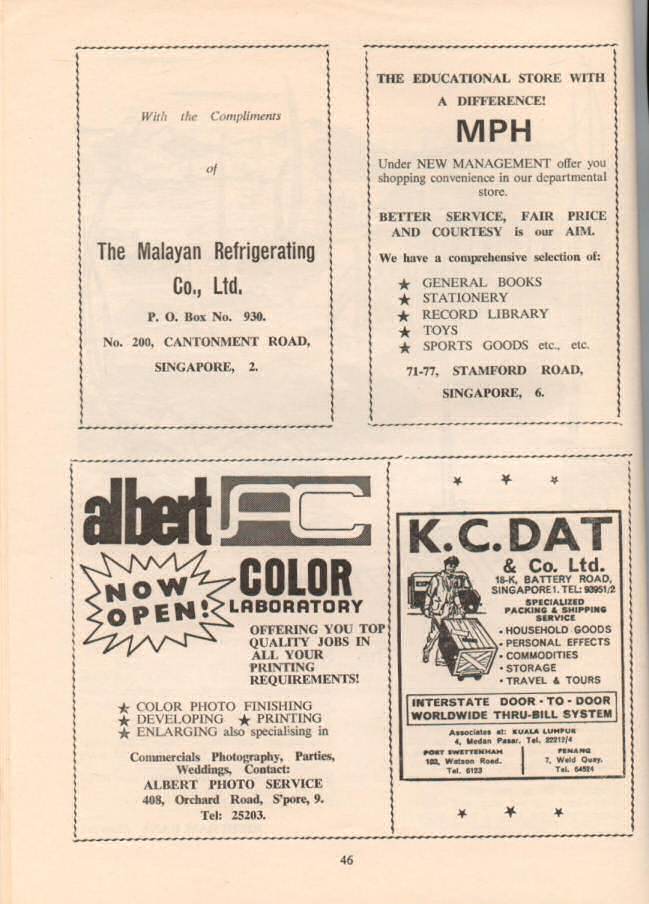 With the Compliments
of
The Malayan Refrigerating
Co., Ltd.
P. O. Box No. 930.
No. 200, CANTONMENT ROAD,
SINGAPORE, 2.
THE EDUCATIONAL STORE WITH
A DIFFERENCE!
MPH
Under NEW MANAGEMENT offer you
shopping convenience in our departmental
store.
BETTER SERVICE, FAIR PRICE
AND COURTESY is our AIM.
We have a comprehensive selection of:
★ GENERAL BOOKS
★ STATIONERY
★ RECORD LIBRARY
★ TOYS
★ SPORTS GOODS etc., etc.
71-77, STAMFORD ROAD,
SINGAPORE, 6.
albert AC
NOW
OPEN!
COLOR
LABORATORY
OFFERING YOU TOP
QUALITY JOBS IN
ALL YOUR
PRINTING
REQUIREMENTS!
★ COLOR PHOTO FINISHING
★ DEVELOPING ★ PRINTING
★ ENLARGING also specialising in
Commercials Photography, Parties,
Weddings, Contact:
ALBERT PHOTO SERVICE
408, Orchard Road, S'pore, 9.
Tel: 25203.
K.C.DAT
& Co. Ltd.
18-K, BATTERY ROAD,
SINGAPORE 1. TEL: 93951/2
SPECIALIZED
PACKING & SHIPPING
SERVICE
• HOUSEHOLD GOODS
• PERSONAL EFFECTS
• COMMODITIES
• STORAGE
• TRAVEL & TOURS
INTERSTATE DOOR - TO - DOOR
WORLDWIDE THRU-BILL SYSTEM
Associates at: KUALA LUMPUR
4, Medan Pasar. Tel. 22212/4
PORT SWETTENHAM
102, Watson Road.
Tel. 6123
PENANG
7, Weld Quay.
Tel. 64524
46